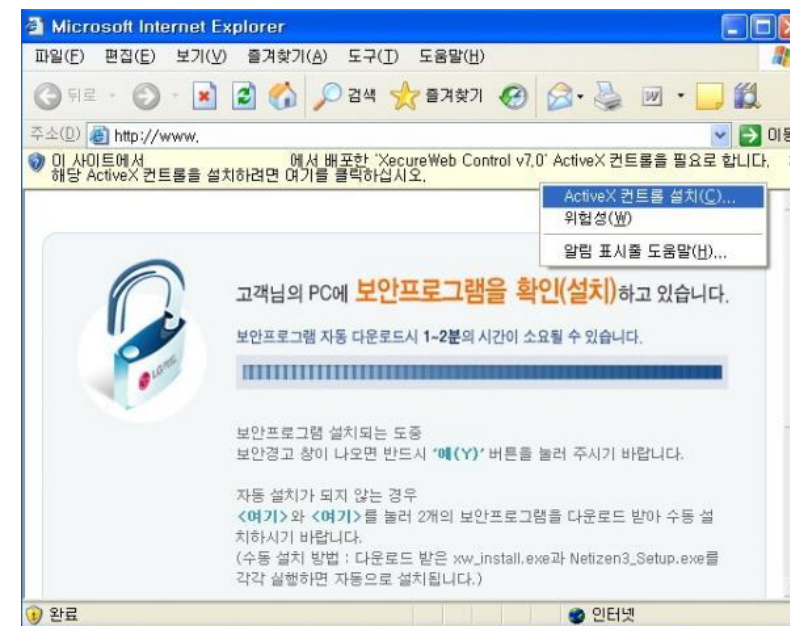 Microsoft Internet Explorer
파일(F) 편집(E) 보기(V) 즐겨찾기(A) 도구(T) 도움말(H)
뒤로 검색 즐겨찾기
주소(D) http://www. 이동
이 사이트에서 에서 배포한 'XecureWeb Control v7.0' ActiveX 컨트롤을 필요로 합니다.
해당 ActiveX 컨트롤을 설치하려면 여기를 클릭하십시오.
ActiveX 컨트롤 설치(C)...
위험성(W)
알림 표시줄 도움말(H)...
고객님의 PC에 보안프로그램을 확인(설치)하고 있습니다.
보안프로그램 자동 다운로드시 1~2분의 시간이 소요될 수 있습니다.
보안프로그램 설치되는 도중
보안경고 창이 나오면 반드시 '예(Y)' 버튼을 눌러 주시기 바랍니다.
자동 설치가 되지 않는 경우
<여기>와 <여기>를 눌러 2개의 보안프로그램을 다운로드 받아 수동 설
치하시기 바랍니다.
(수동 설치 방법 : 다운로드 받은 xw_install.exe과 Netizen3_Setup.exe를
각각 실행하면 자동으로 설치됩니다.)
완료 인터넷